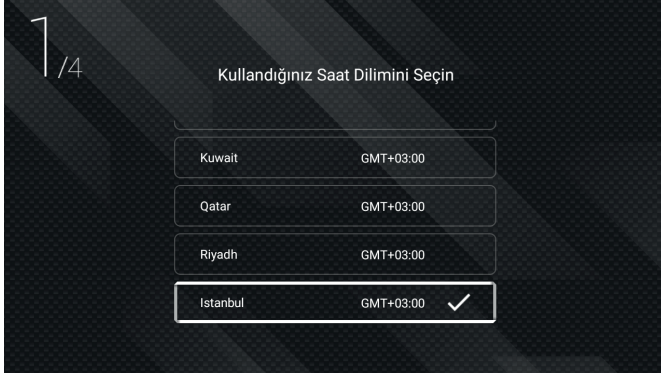 1/4
Kullandığınız Saat Dilimini Seçin
Kuwait GMT+03:00
Qatar GMT+03:00
Riyadh GMT+03:00
Istanbul GMT+03:00